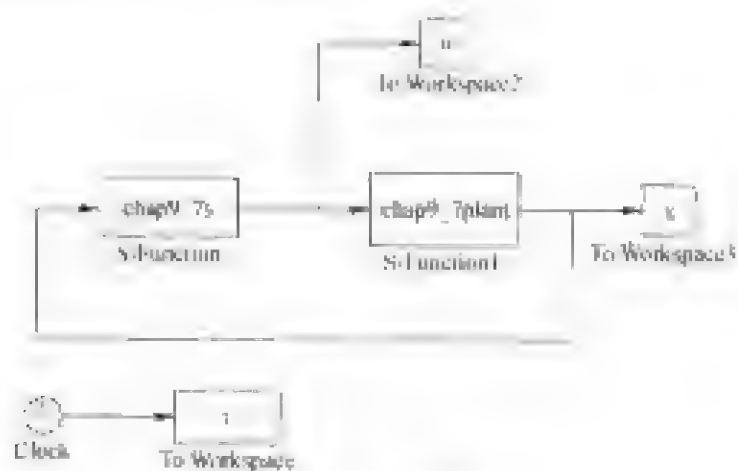 u
To Workspace2
chap9_7s
chap9_7plant
S-Function
S-Function1
To Workspace3
t
Clock
To Workspace